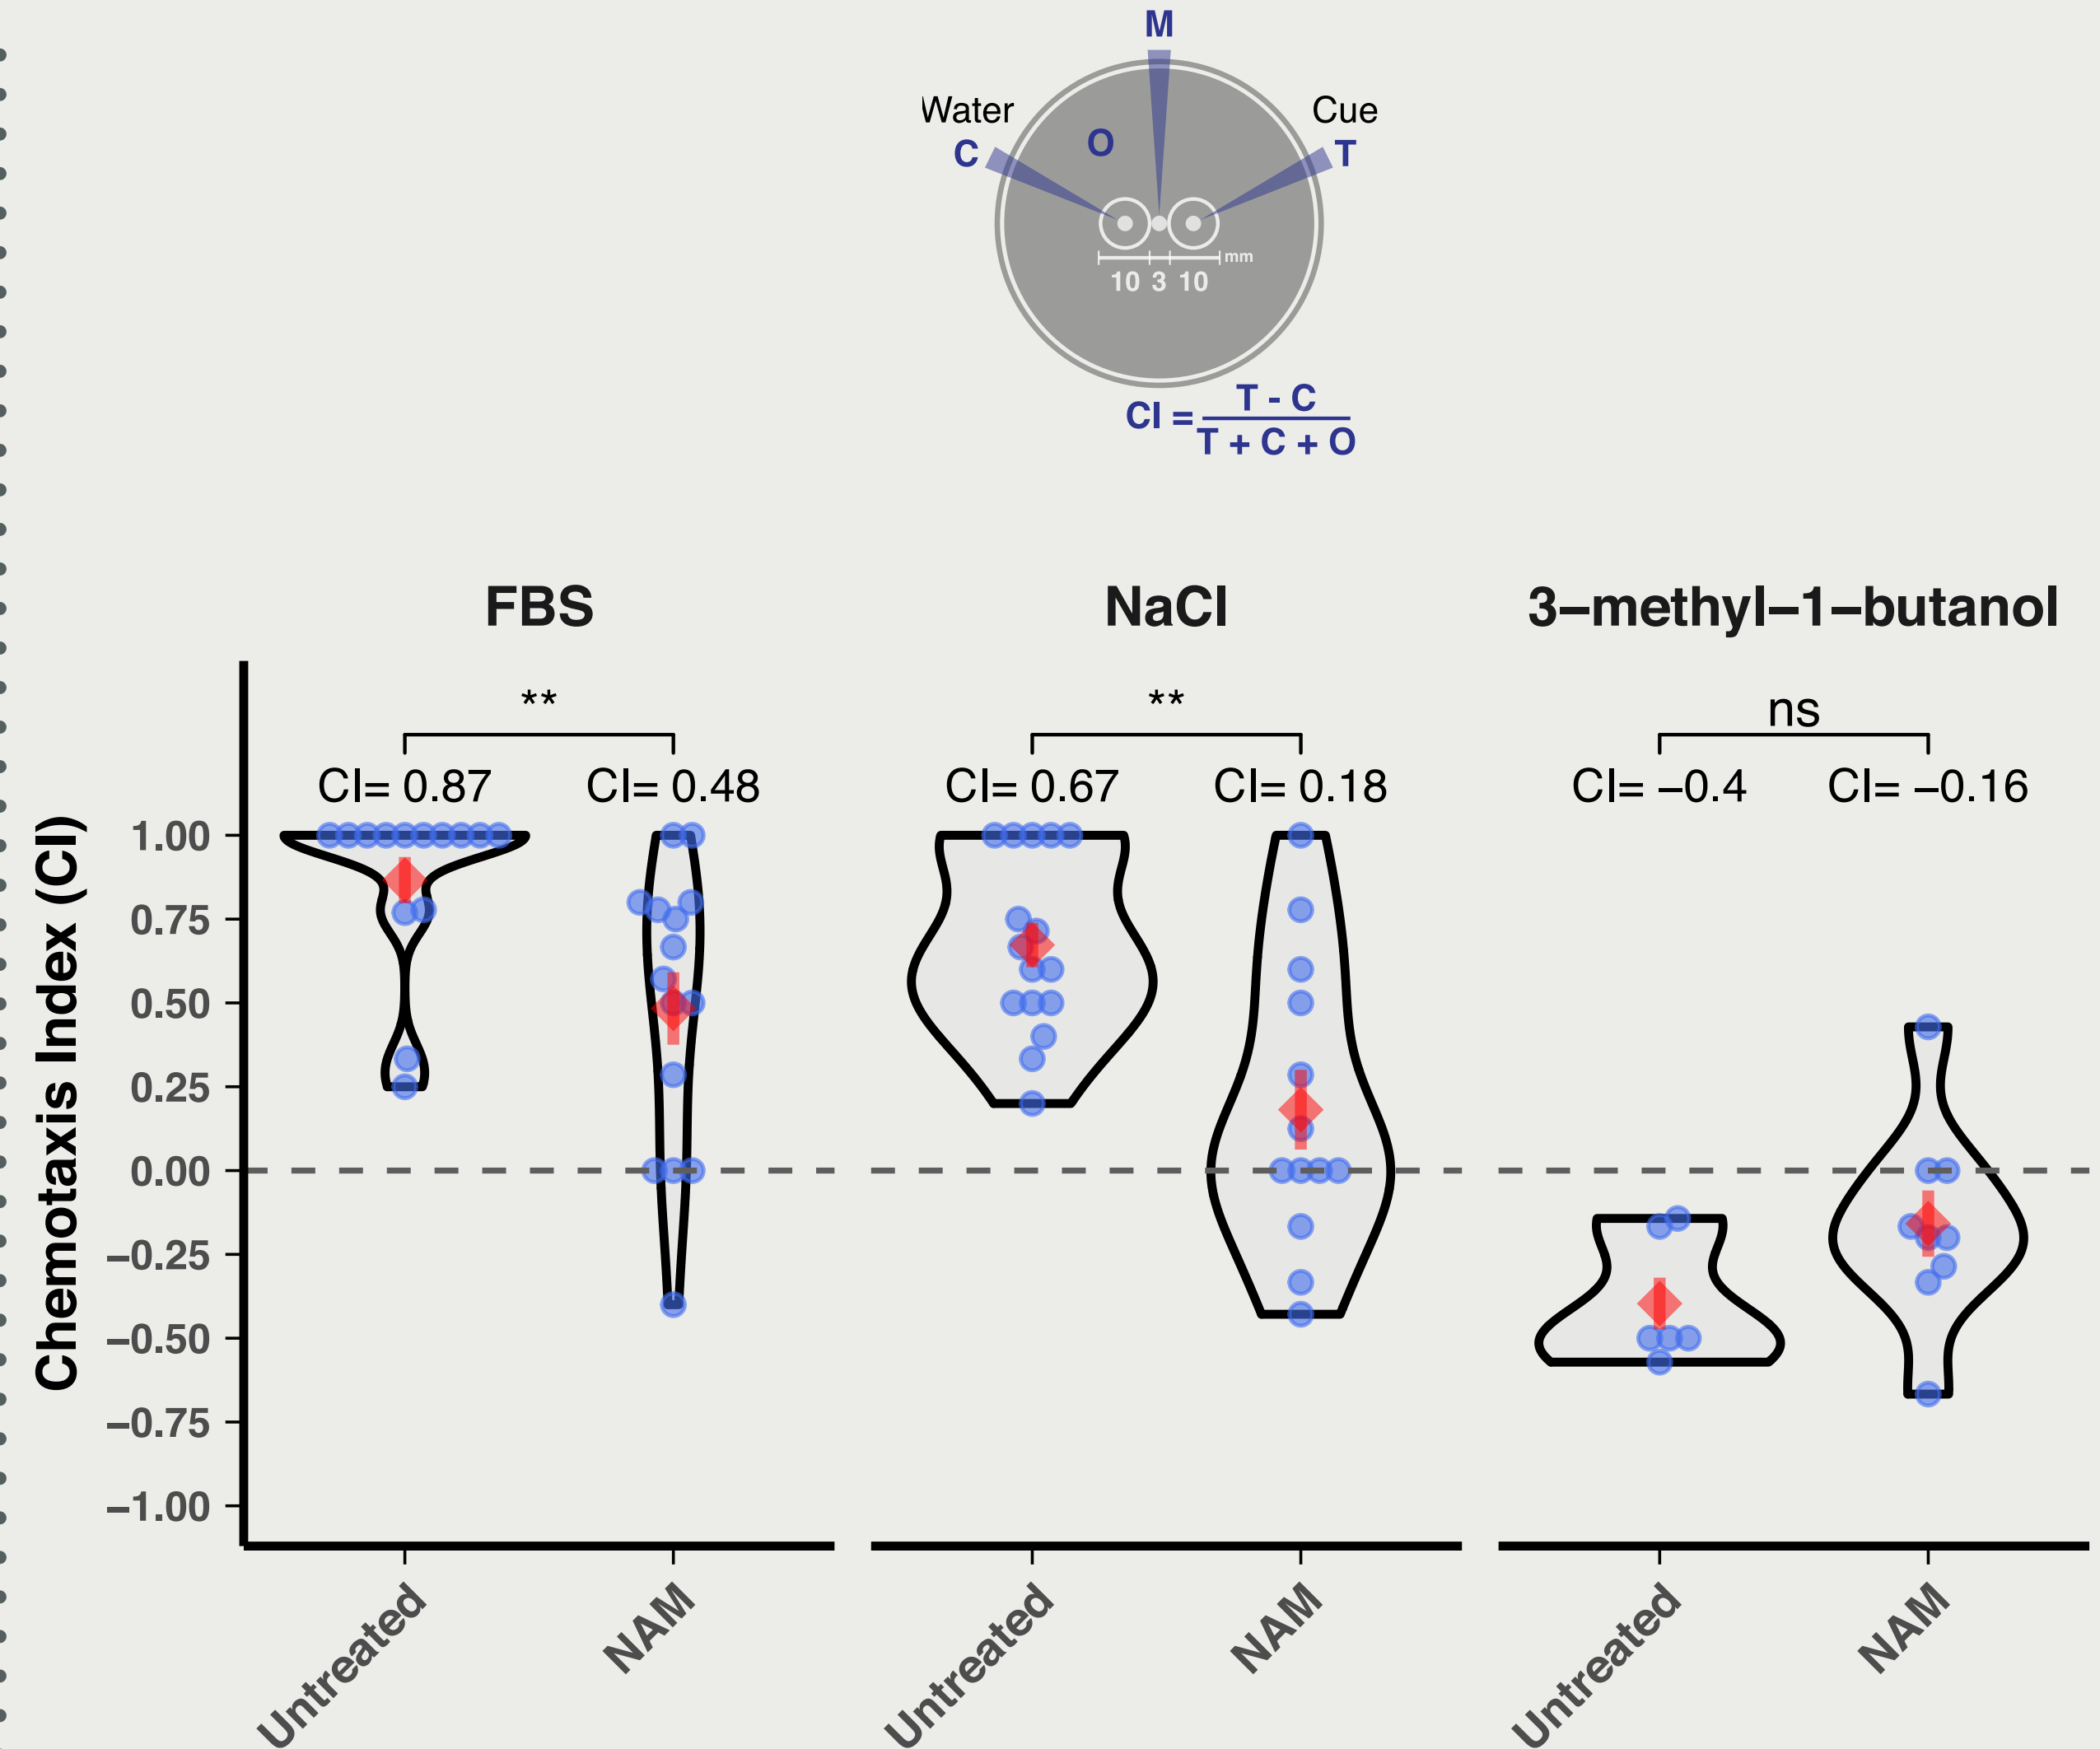 M
Water
Cue
C
O
T
mm
10 3 10
CI = T - C
T + C + O
FBS
NaCl
3–methyl–1–butanol
**
**
ns
CI= 0.87
CI= 0.48
CI= 0.67
CI= 0.18
CI= –0.4
CI= –0.16
Chemotaxis Index (CI)
1.00
0.75
0.50
0.25
0.00
–0.25
–0.50
–0.75
–1.00
Untreated
NAM
Untreated
NAM
Untreated
NAM